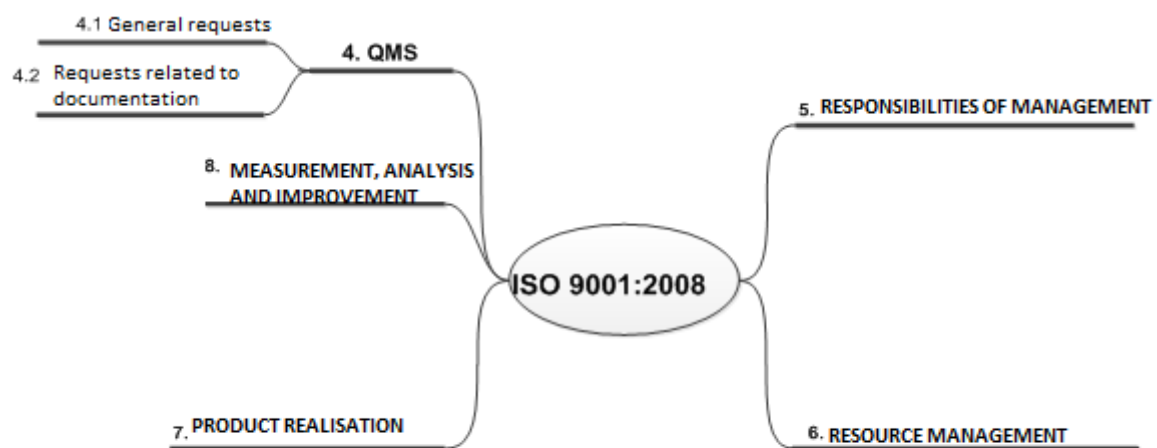 4.1 General requests
4. QMS
4.2 Requests related to
documentation
5. RESPONSIBILITIES OF MANAGEMENT
8. MEASUREMENT, ANALYSIS
AND IMPROVEMENT
ISO 9001:2008
7. PRODUCT REALISATION
6. RESOURCE MANAGEMENT